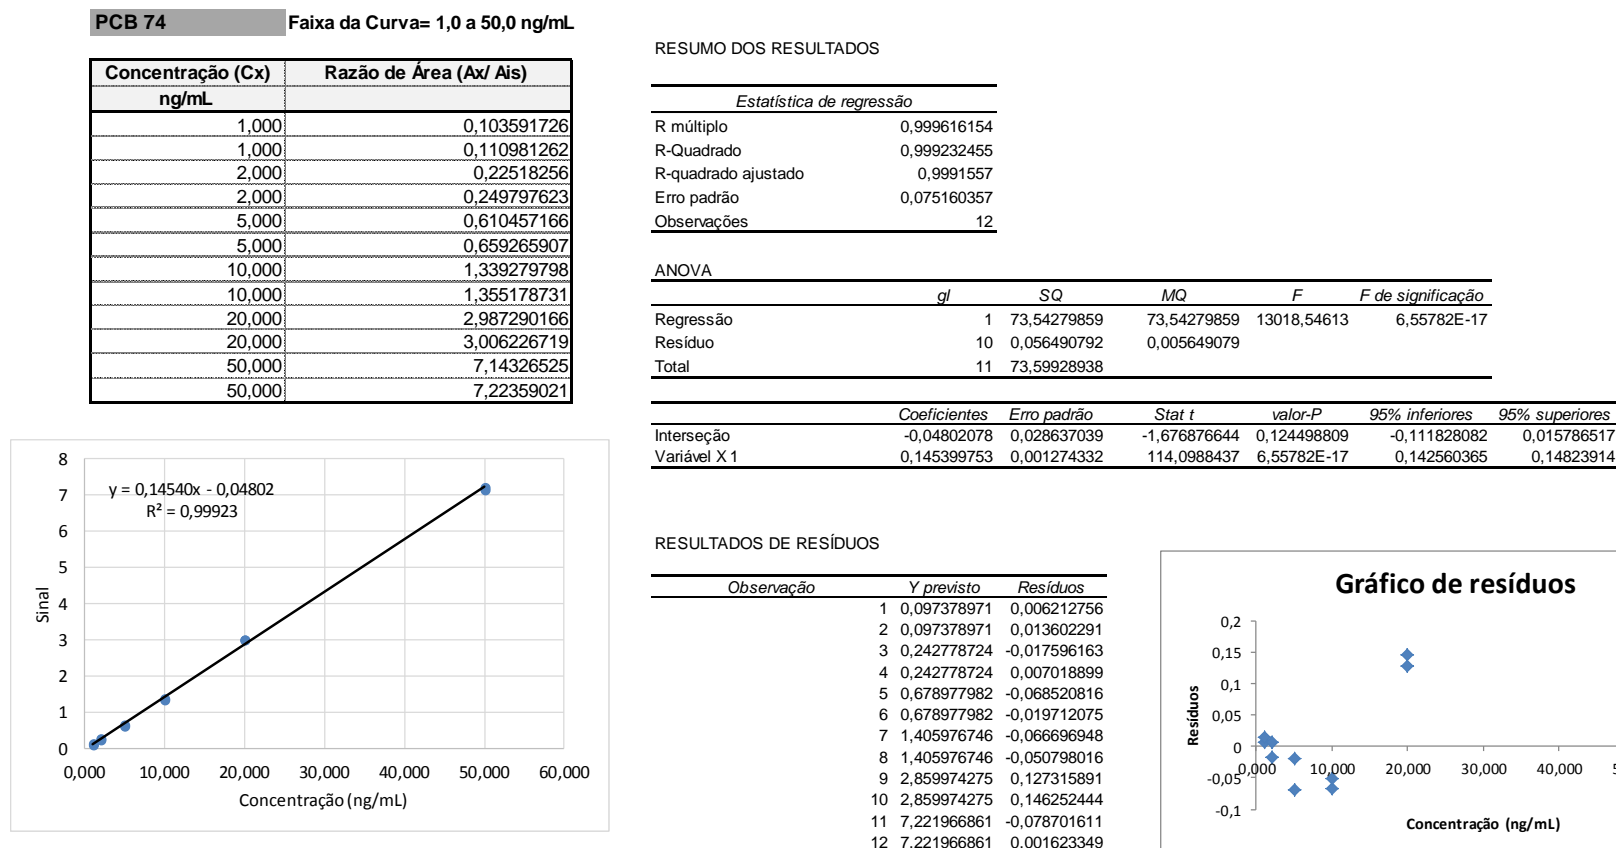 PCB 74 Faixa da Curva= 1,0 a 50,0 ng/mL
Concentração (Cx) Razão de Área (Ax/ Ais)
ng/mL
1,000 0,103591726
1,000 0,110981262
2,000 0,22518256
2,000 0,249797623
5,000 0,610457166
5,000 0,659265907
10,000 1,339279798
10,000 1,355178731
20,000 2,987290166
20,000 3,006226719
50,000 7,14326525
50,000 7,22359021
8
7
6
5
4
3
2
1
0
y = 0,14540x - 0,04802
R² = 0,99923
Sinal
0,000 10,000 20,000 30,000 40,000 50,000 60,000
Concentração (ng/mL)
RESUMO DOS RESULTADOS
Estatística de regressão
R múltiplo 0,999616154
R-Quadrado 0,999232455
R-quadrado ajustado 0,9991557
Erro padrão 0,075160357
Observações 12
ANOVA
gl SQ MQ F F de significação
Regressão 1 73,54279859 73,54279859 13018,54613 6,55782E-17
Resíduo 10 0,056490792 0,005649079
Total 11 73,59928938
Coeficientes Erro padrão Stat t valor-P 95% inferiores 95% superiores
Interseção -0,04802078 0,028637039 -1,676876644 0,124498809 -0,111828082 0,015786517
Variável X 1 0,145399753 0,001274332 114,0988437 6,55782E-17 0,142560365 0,14823914
RESULTADOS DE RESÍDUOS
Observação Y previsto Resíduos
1 0,097378971 0,006212756
2 0,097378971 0,013602291
3 0,242778724 -0,017596163
4 0,242778724 0,007018899
5 0,678977982 -0,068520816
6 0,678977982 -0,019712075
7 1,405976746 -0,066696948
8 1,405976746 -0,050798016
9 2,859974275 0,127315891
10 2,859974275 0,146252444
11 7,221966861 -0,078701611
12 7,221966861 0,001623349
Gráfico de resíduos
0,2
0,15
0,1
0,05
0
-0,05
-0,1
Resíduos
0,000 10,000 20,000 30,000 40,000
Concentração (ng/mL)